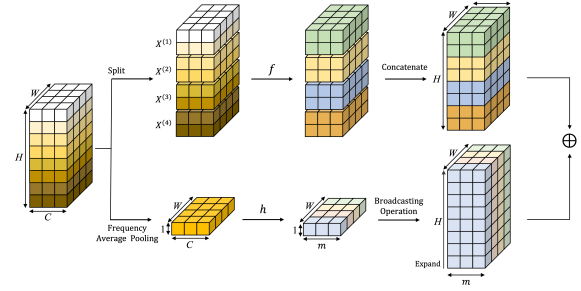 W
H
C
Split
X(1)
X(2)
X(3)
X(4)
f
Concatenate
W
m
H
Frequency
Average Pooling
W
1
C
h
W
1
m
Broadcasting
Operation
W
H
Expand
m
⊕